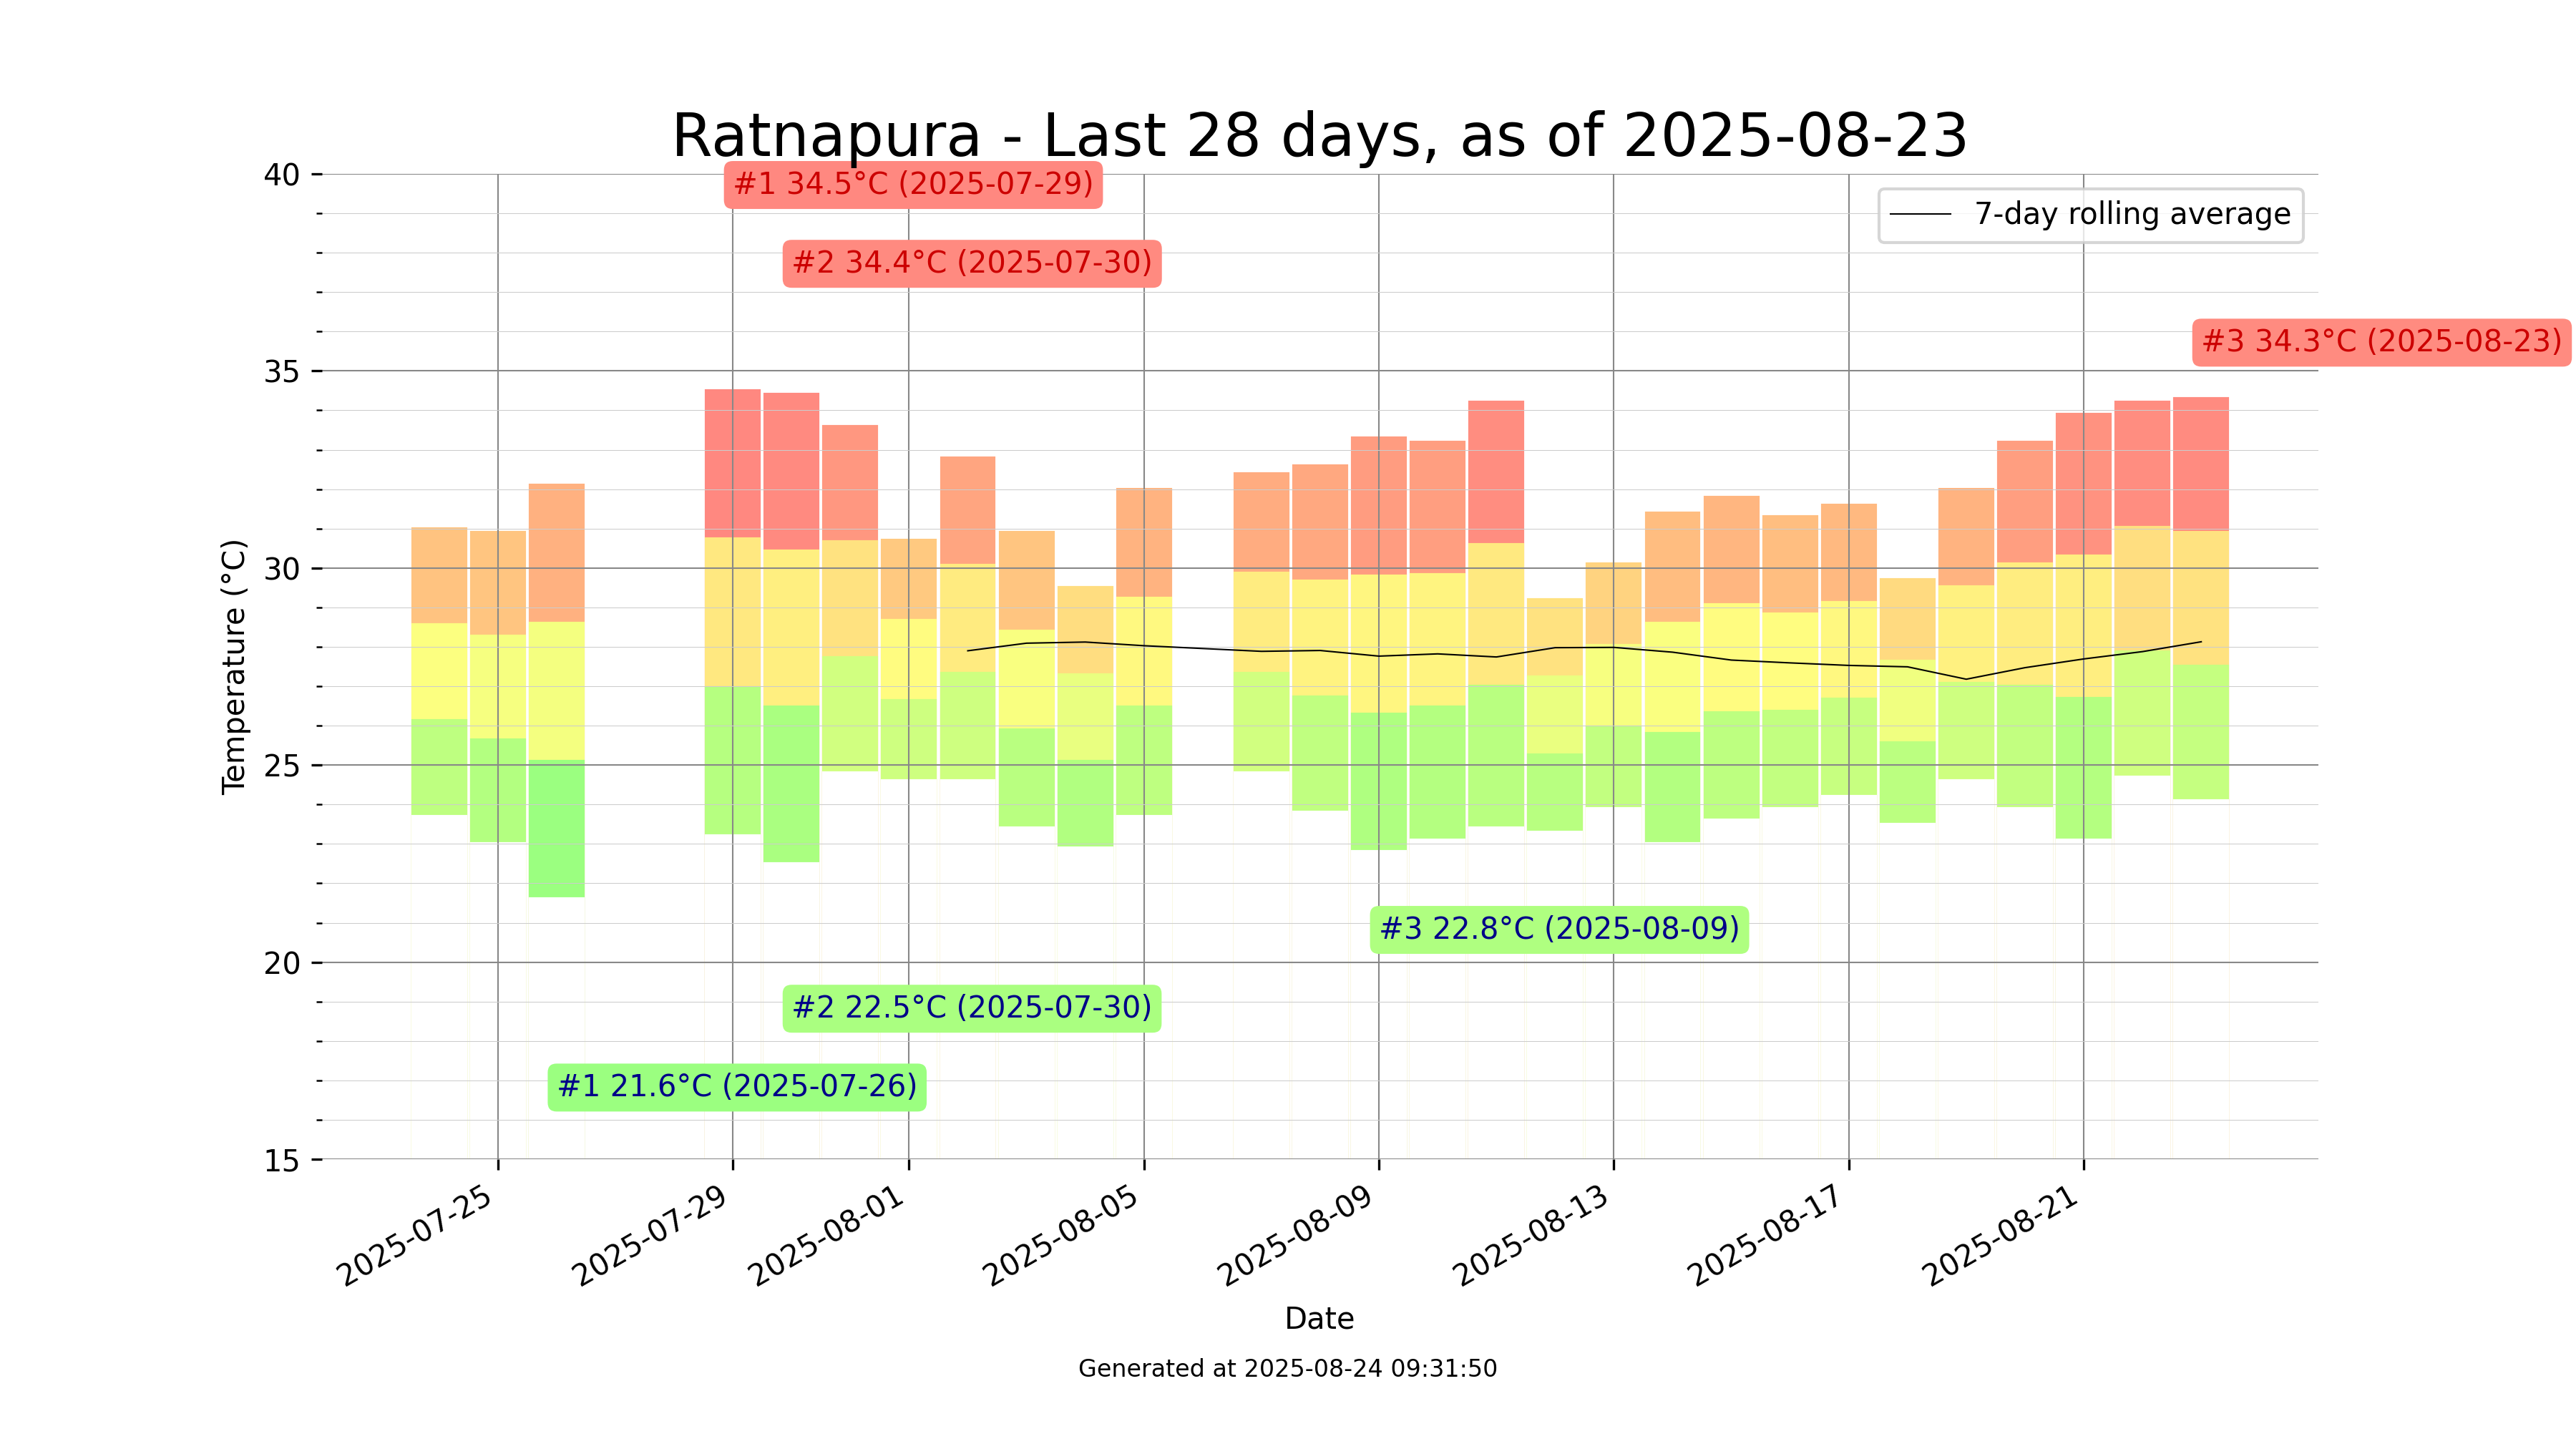 Ratnapura - Last 28 days, as of 2025-08-23
#1 34.5°C (2025-07-29)
7-day rolling average
#2 34.4°C (2025-07-30)
#3 34.3°C (2025-08-23)
#3 22.8°C (2025-08-09)
#2 22.5°C (2025-07-30)
#1 21.6°C (2025-07-26)
Temperature (°C)
40
35
30
25
20
15
2025-07-25
2025-07-29
2025-08-01
2025-08-05
2025-08-09
2025-08-13
2025-08-17
2025-08-21
Date
Generated at 2025-08-24 09:31:50